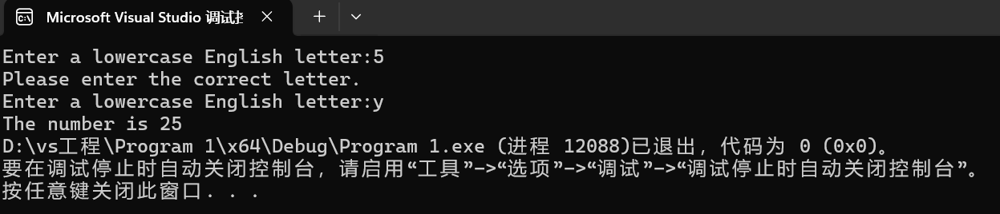 Microsoft Visual Studio 调试
Enter a lowercase English letter:5
Please enter the correct letter.
Enter a lowercase English letter:y
The number is 25
D:\vs工程\Program 1\x64\Debug\Program 1.exe (进程 12088)已退出，代码为 0 (0x0)。
要在调试停止时自动关闭控制台，请启用“工具”->“选项”->“调试”->“调试停止时自动关闭控制台”。
按任意键关闭此窗口. . .